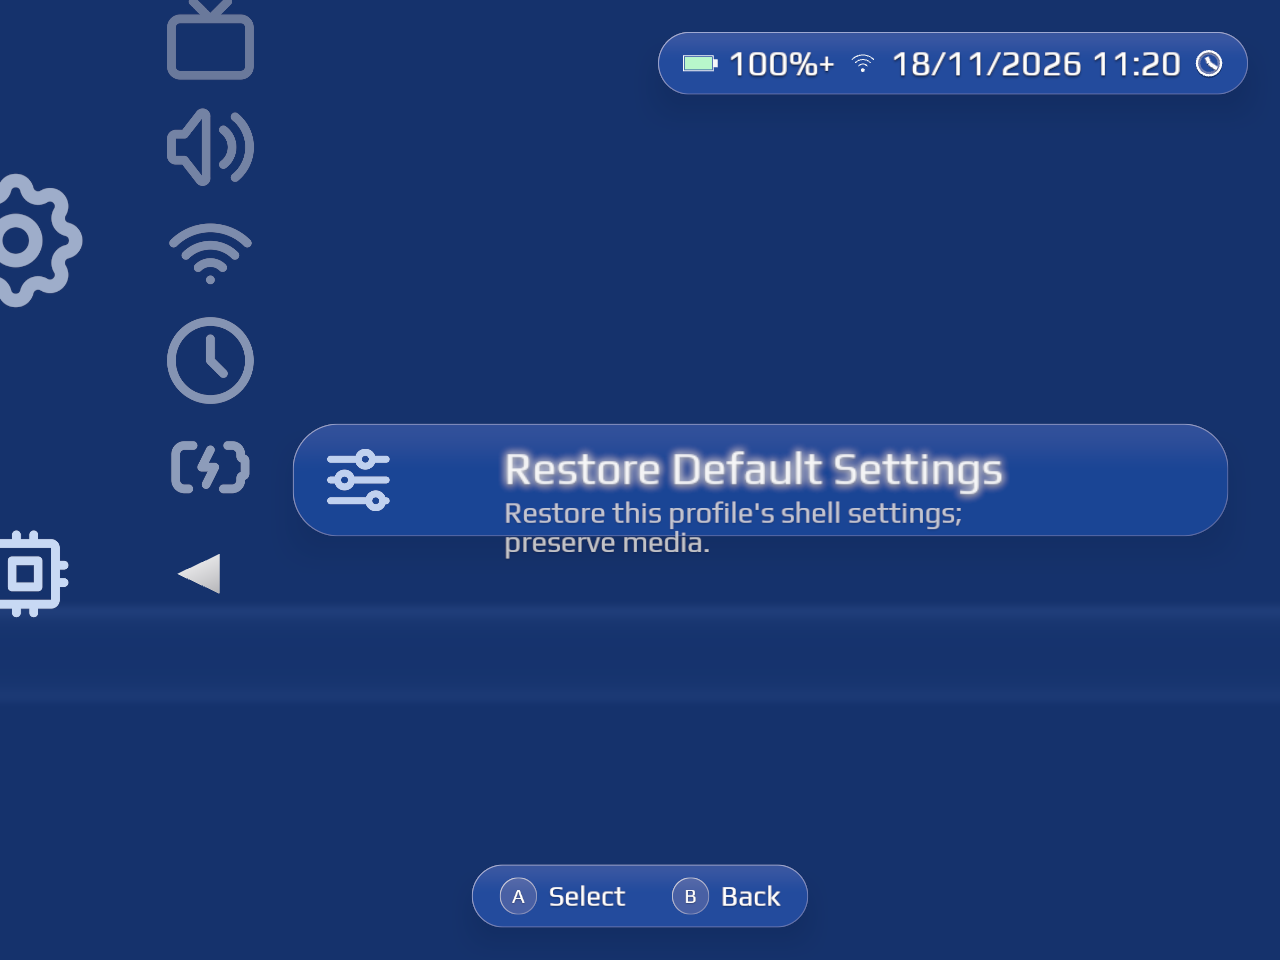 100%+ 18/11/2026 11:20
Restore Default Settings
Restore this profile's shell settings;
preserve media.
A Select B Back